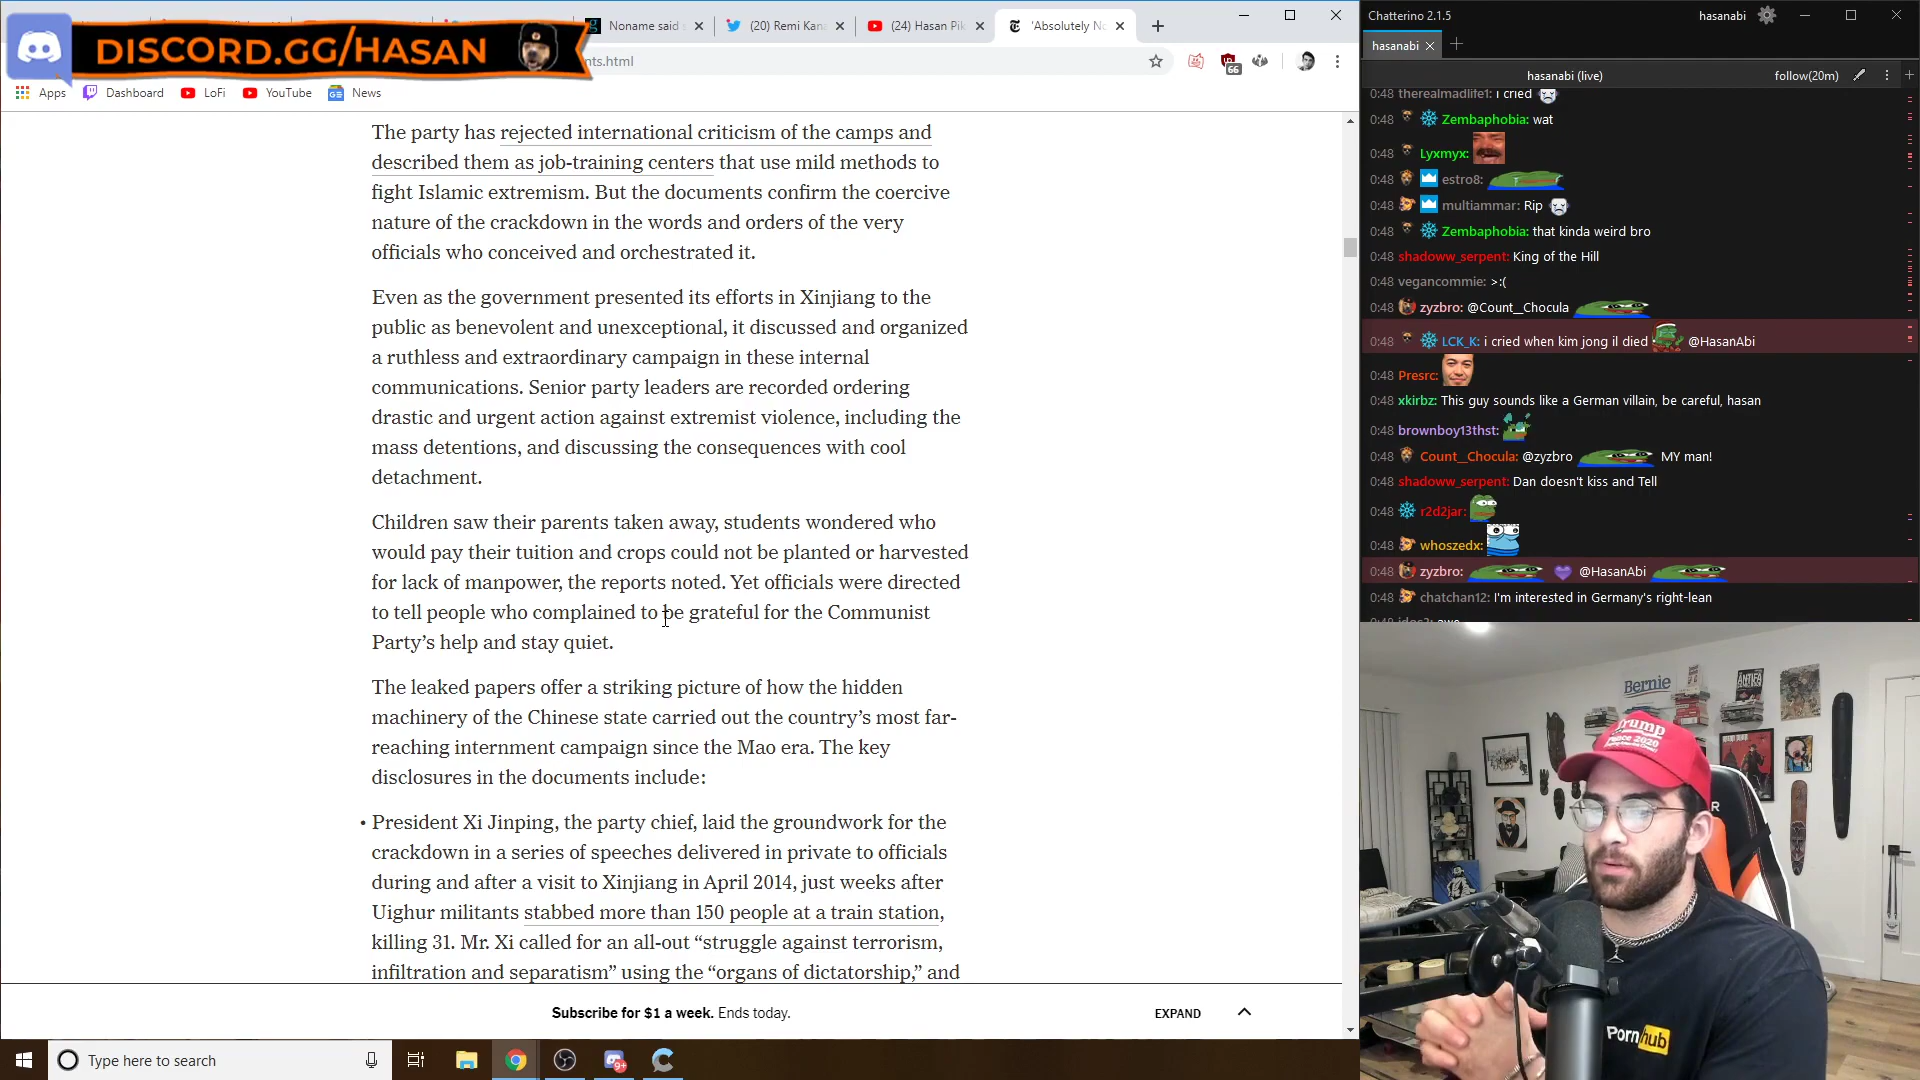 DISCORD.GG/HASAN
Noname said
(20) Remi Kana
(24) Hasan Pik
'Absolutely No
nts.html
66
Apps
Dashboard
LoFi
YouTube
News
The party has rejected international criticism of the camps and
described them as job-training centers that use mild methods to
fight Islamic extremism. But the documents confirm the coercive
nature of the crackdown in the words and orders of the very
officials who conceived and orchestrated it.
Even as the government presented its efforts in Xinjiang to the
public as benevolent and unexceptional, it discussed and organized
a ruthless and extraordinary campaign in these internal
communications. Senior party leaders are recorded ordering
drastic and urgent action against extremist violence, including the
mass detentions, and discussing the consequences with cool
detachment.
Children saw their parents taken away, students wondered who
would pay their tuition and crops could not be planted or harvested
for lack of manpower, the reports noted. Yet officials were directed
to tell people who complained to be grateful for the Communist
Party's help and stay quiet.
The leaked papers offer a striking picture of how the hidden
machinery of the Chinese state carried out the country's most far-
reaching internment campaign since the Mao era. The key
disclosures in the documents include:
• President Xi Jinping, the party chief, laid the groundwork for the
crackdown in a series of speeches delivered in private to officials
during and after a visit to Xinjiang in April 2014, just weeks after
Uighur militants stabbed more than 150 people at a train station,
killing 31. Mr. Xi called for an all-out “struggle against terrorism,
infiltration and separatism” using the “organs of dictatorship,” and
Subscribe for $1 a week. Ends today.
EXPAND
Type here to search
9+
Chatterino 2.1.5
hasanabi
hasanabi
hasanabi (live)
follow(20m)
0:48 therealmadlife1: i cried
0:48 Zembaphobia: wat
0:48 Lyxmyx:
0:48 estro8:
0:48 multiammar: Rip
0:48 Zembaphobia: that kinda weird bro
0:48 shadoww_serpent: King of the Hill
0:48 vegancommie: >:(
0:48 zyzbro: @Count__Chocula
0:48 LCK_K: i cried when kim jong il died @HasanAbi
0:48 Presrc:
0:48 xkirbz: This guy sounds like a German villain, be careful, hasan
0:48 brownboy13thst:
0:48 Count__Chocula: @zyzbro MY man!
0:48 shadoww_serpent: Dan doesn't kiss and Tell
0:48 r2d2jar:
0:48 whoszedx:
0:48 zyzbro: @HasanAbi
0:48 chatchan12: I'm interested in Germany's right-lean
Bernie
ANTIFA
Trump
Pence 2020
Pornhub